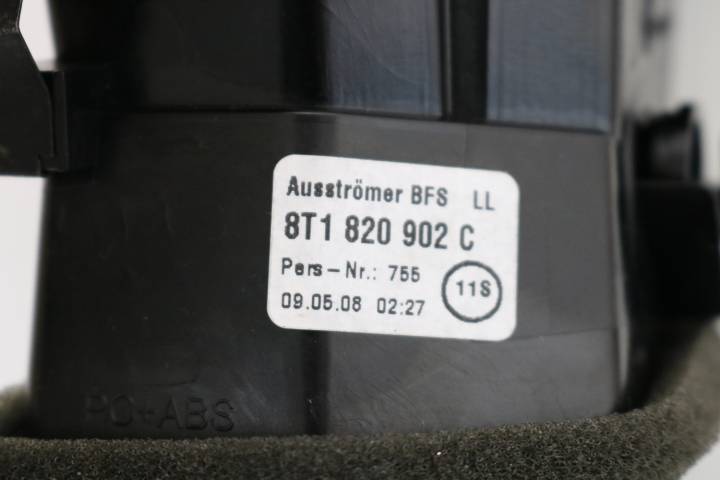 Ausströmer BFS LL
8T1 820 902 C
Pers-Nr.: 755
11S
09.05.08 02:27
PC+ABS